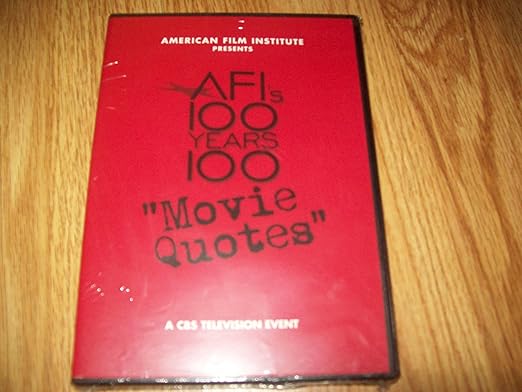 AMERICAN FILM INSTITUTE
PRESENTS
AFI's
100
YEARS
100
"Movie
Quotes"
A CBS TELEVISION EVENT